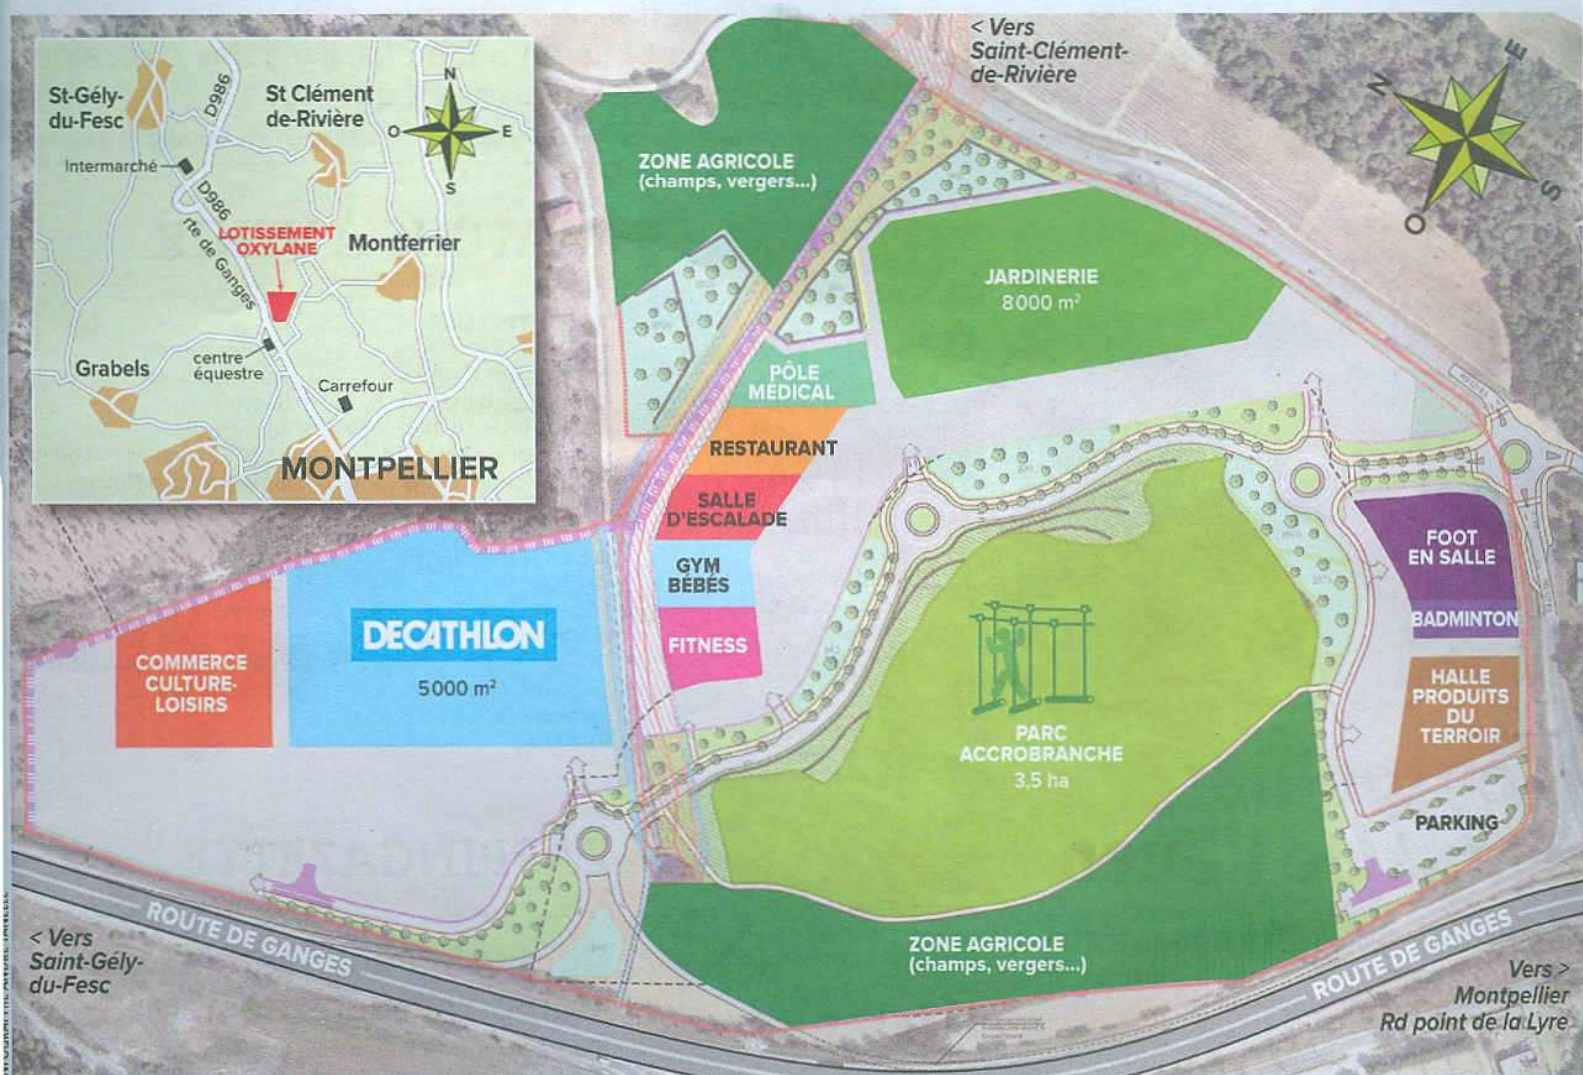 < Vers
Saint-Clément-
de-Rivière
N
E
S
O
St-Gély-
du-Fesc
D986
St Clément
de-Rivière
N
O
E
S
Intermarché
D986
rte de Ganges
LOTISSEMENT
OXYLANE
Montferrier
Grabels
centre
équestre
Carrefour
MONTPELLIER
ZONE AGRICOLE
(champs, vergers...)
JARDINERIE
8000 m²
PÔLE
MÉDICAL
RESTAURANT
SALLE
D'ESCALADE
GYM
BÉBÉS
FITNESS
COMMERCE
CULTURE-
LOISIRS
DECATHLON
5000 m²
FOOT
EN SALLE
BADMINTON
HALLE
PRODUITS
DU
TERROIR
PARC
ACCROBRANCHE
3,5 ha
PARKING
ZONE AGRICOLE
(champs, vergers...)
ROUTE DE GANGES
ROUTE DE GANGES
< Vers
Saint-Gély-
du-Fesc
Vers >
Montpellier
Rd point de la Lyre